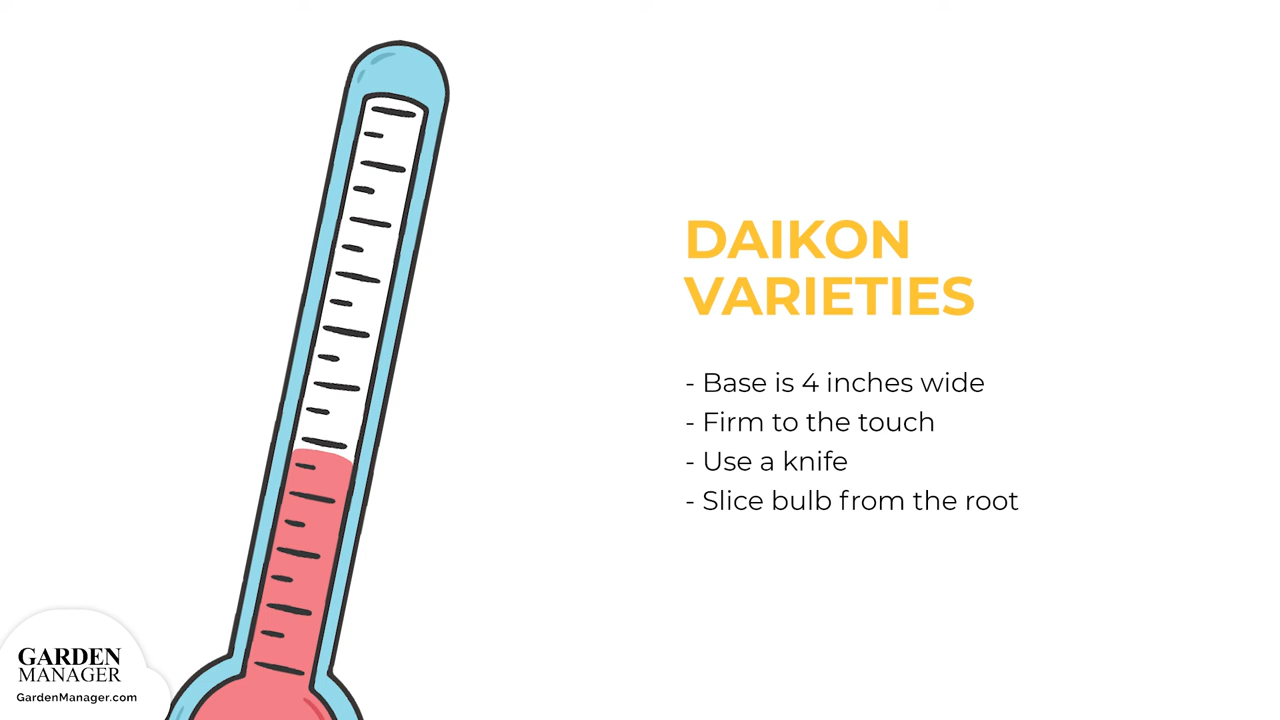 DAIKON
VARIETIES
- Base is 4 inches wide
- Firm to the touch
- Use a knife
- Slice bulb from the root
GARDEN
MANAGER
GardenManager.com